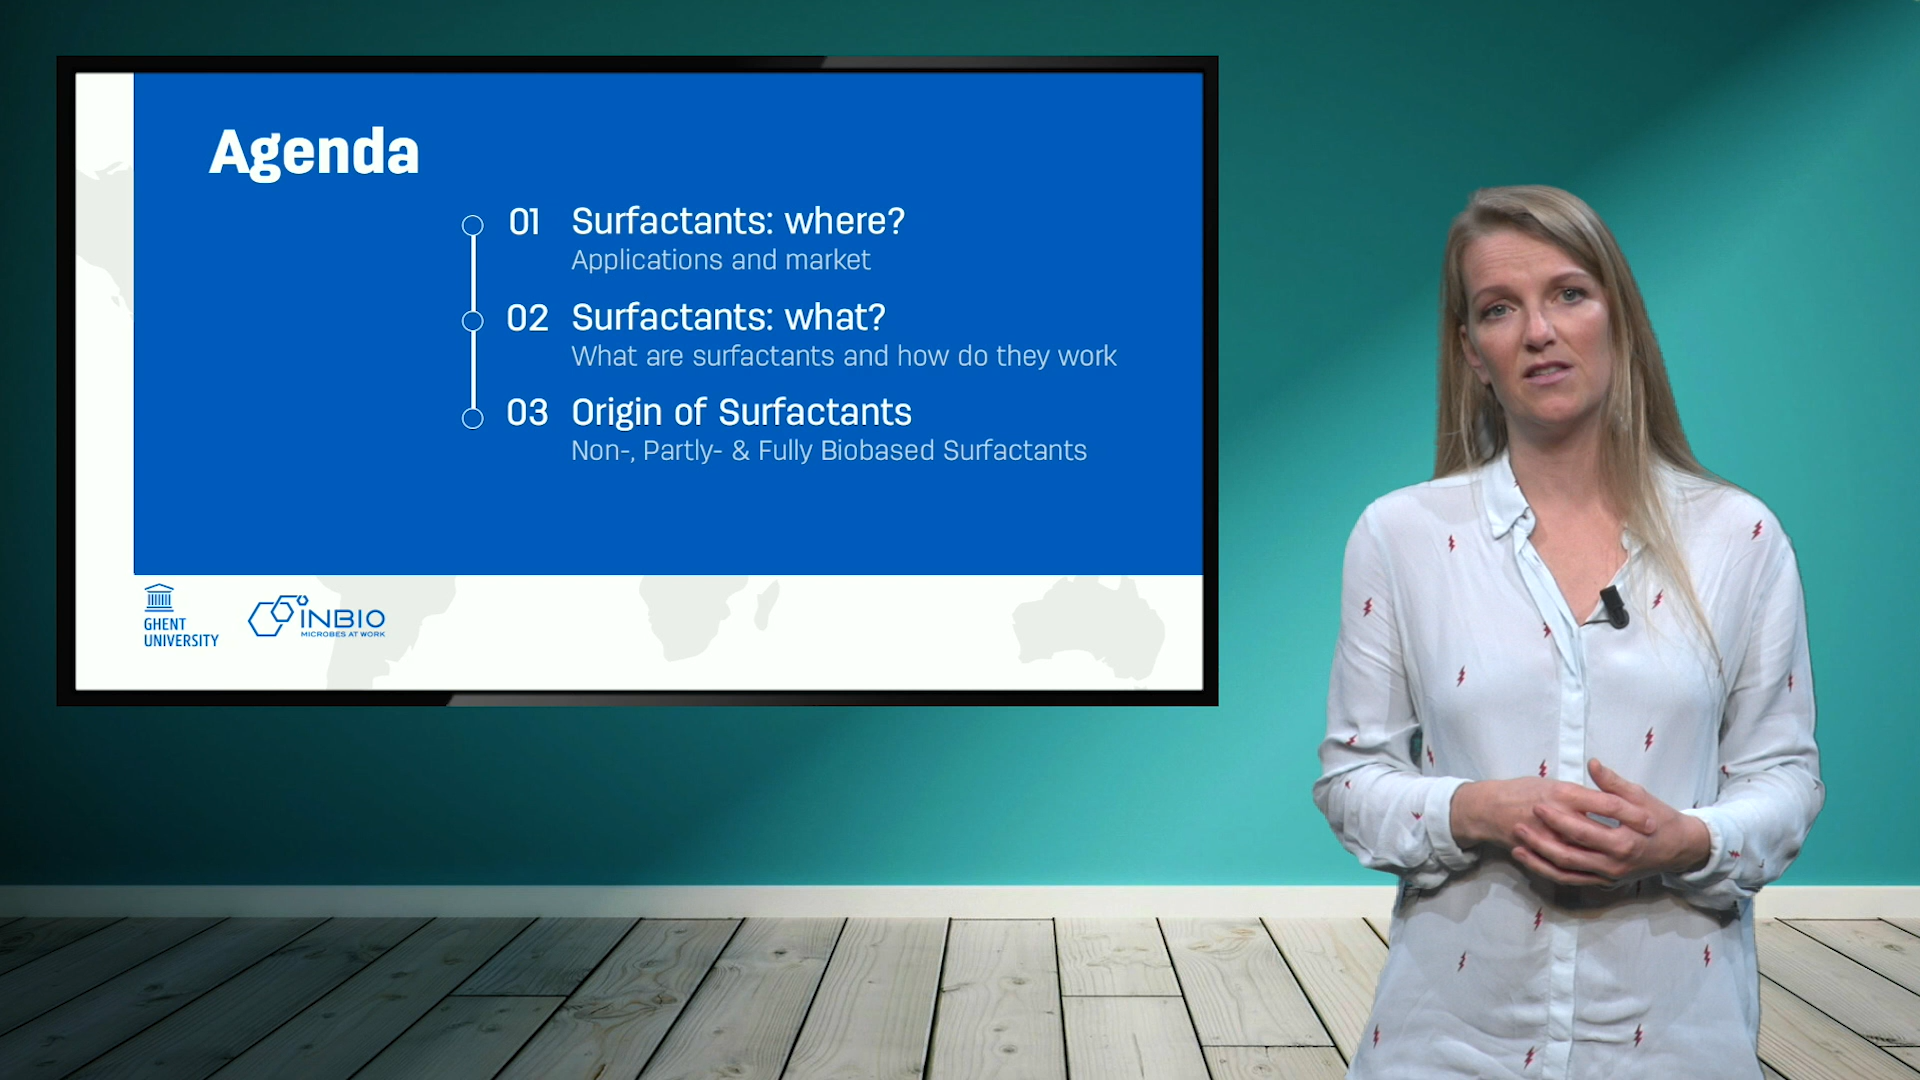 Agenda
01 Surfactants: where?
Applications and market
02 Surfactants: what?
What are surfactants and how do they work
03 Origin of Surfactants
Non-, Partly- & Fully Biobased Surfactants
GHENT
UNIVERSITY
INBIO
MICROBES AT WORK